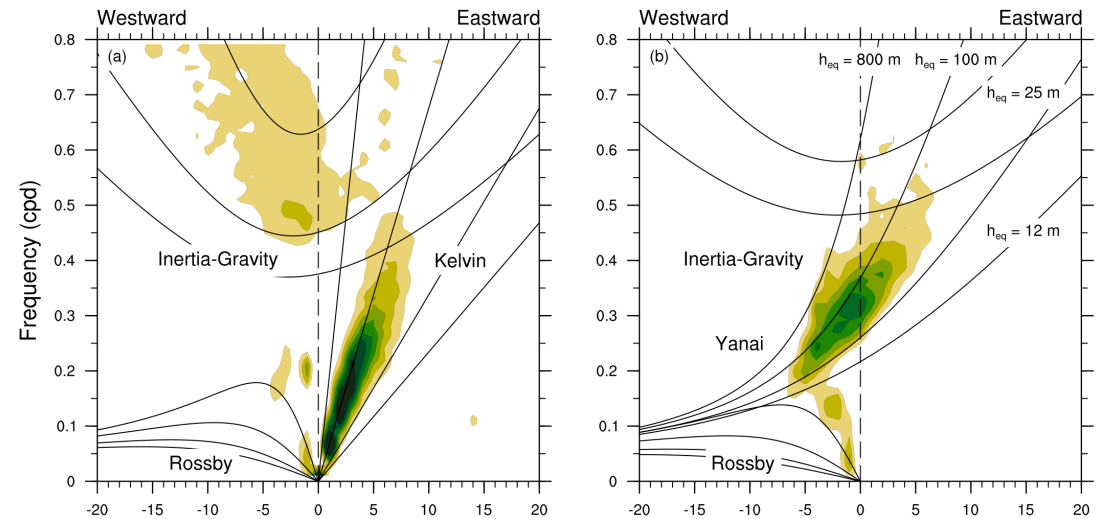 Westward Eastward Westward Eastward
(a) (b)
h_eq = 800 m h_eq = 100 m
h_eq = 25 m
h_eq = 12 m
Frequency (cpd)
0.8
0.7
0.6
0.5
0.4
0.3
0.2
0.1
0
Inertia-Gravity
Kelvin
Rossby
-20 -15 -10 -5 0 5 10 15 20
0.8
0.7
0.6
0.5
0.4
0.3
0.2
0.1
0
Inertia-Gravity
Yanai
Rossby
-20 -15 -10 -5 0 5 10 15 20